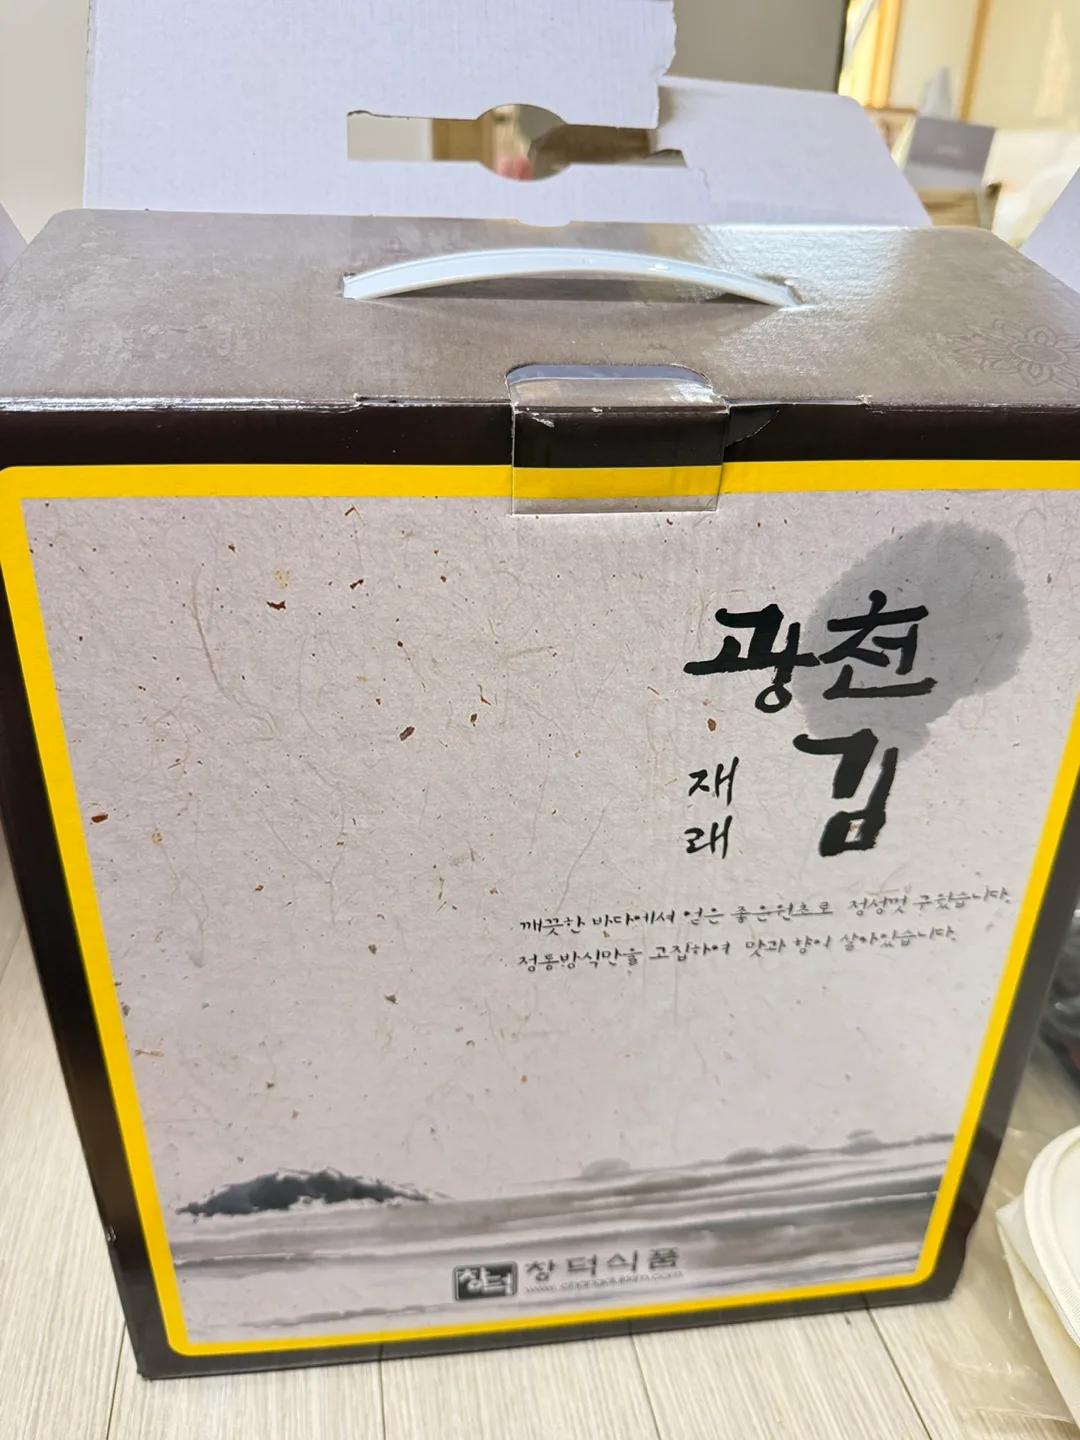 광천
김
재
래
깨끗한 바다에서 얻은 좋은원초로 정성껏 구웠습니다.
정통방식만을 고집하여 맛과 향이 살아있습니다.
창덕 창덕식품